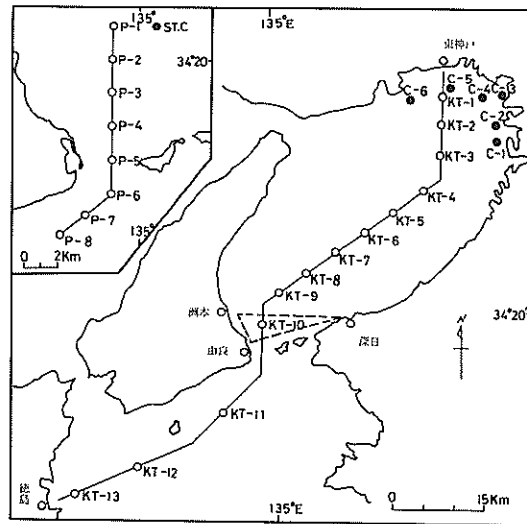 135°
P-1
ST.C
P-2
34°20
P-3
P-4
P-5
P-6
135°
P-7
P-8
0 2Km
135°E
東神戸
C-6
C-5
C-4
C-3
KT-1
C-2
KT-2
C-1
KT-3
KT-4
KT-5
KT-6
KT-7
KT-8
KT-9
34°20'
洲本
KT-10
N
由良
深日
KT-11
KT-12
徳島
KT-13
135°E
0 15Km